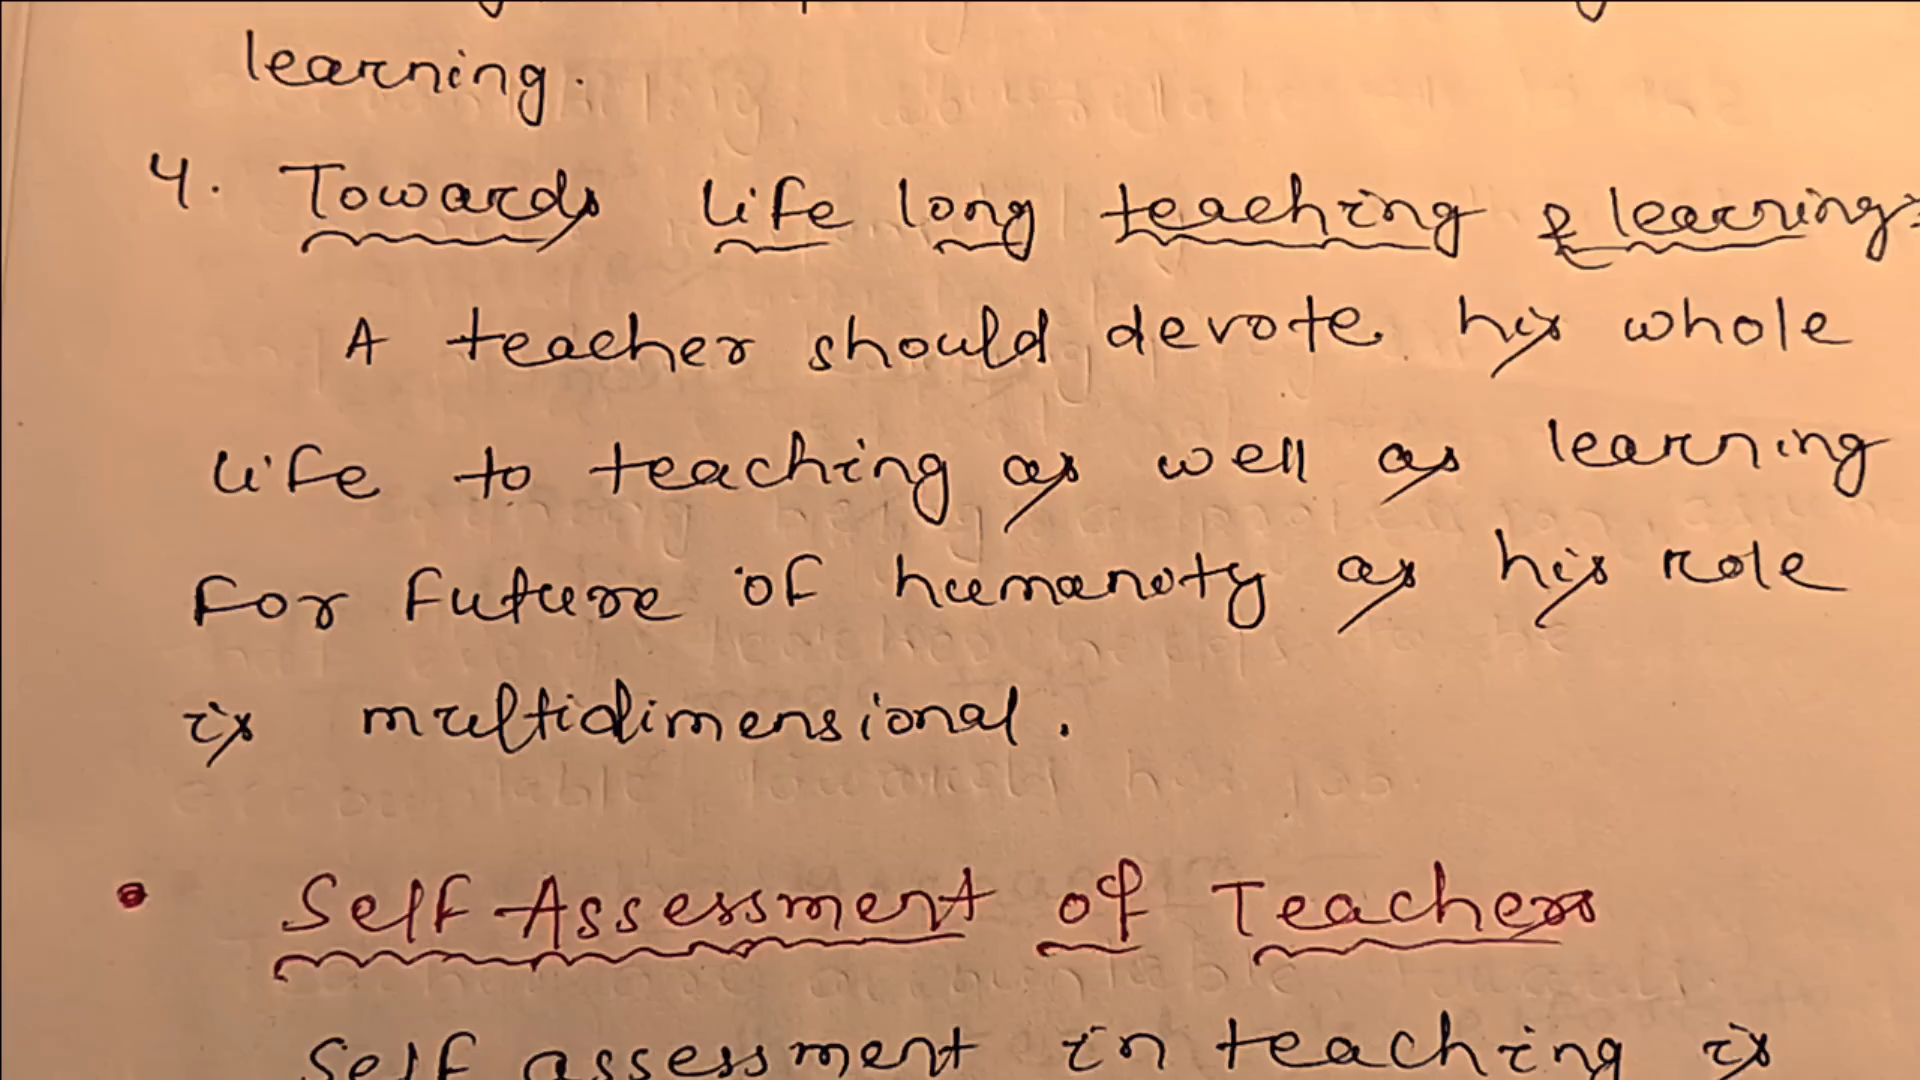 learning.
4. Towards life long teaching & learning:
A teacher should devote his whole
life to teaching as well as learning
for future of humanity as his role
is multidimensional.
• Self Assessment of Teachers
Self assessment in teaching is